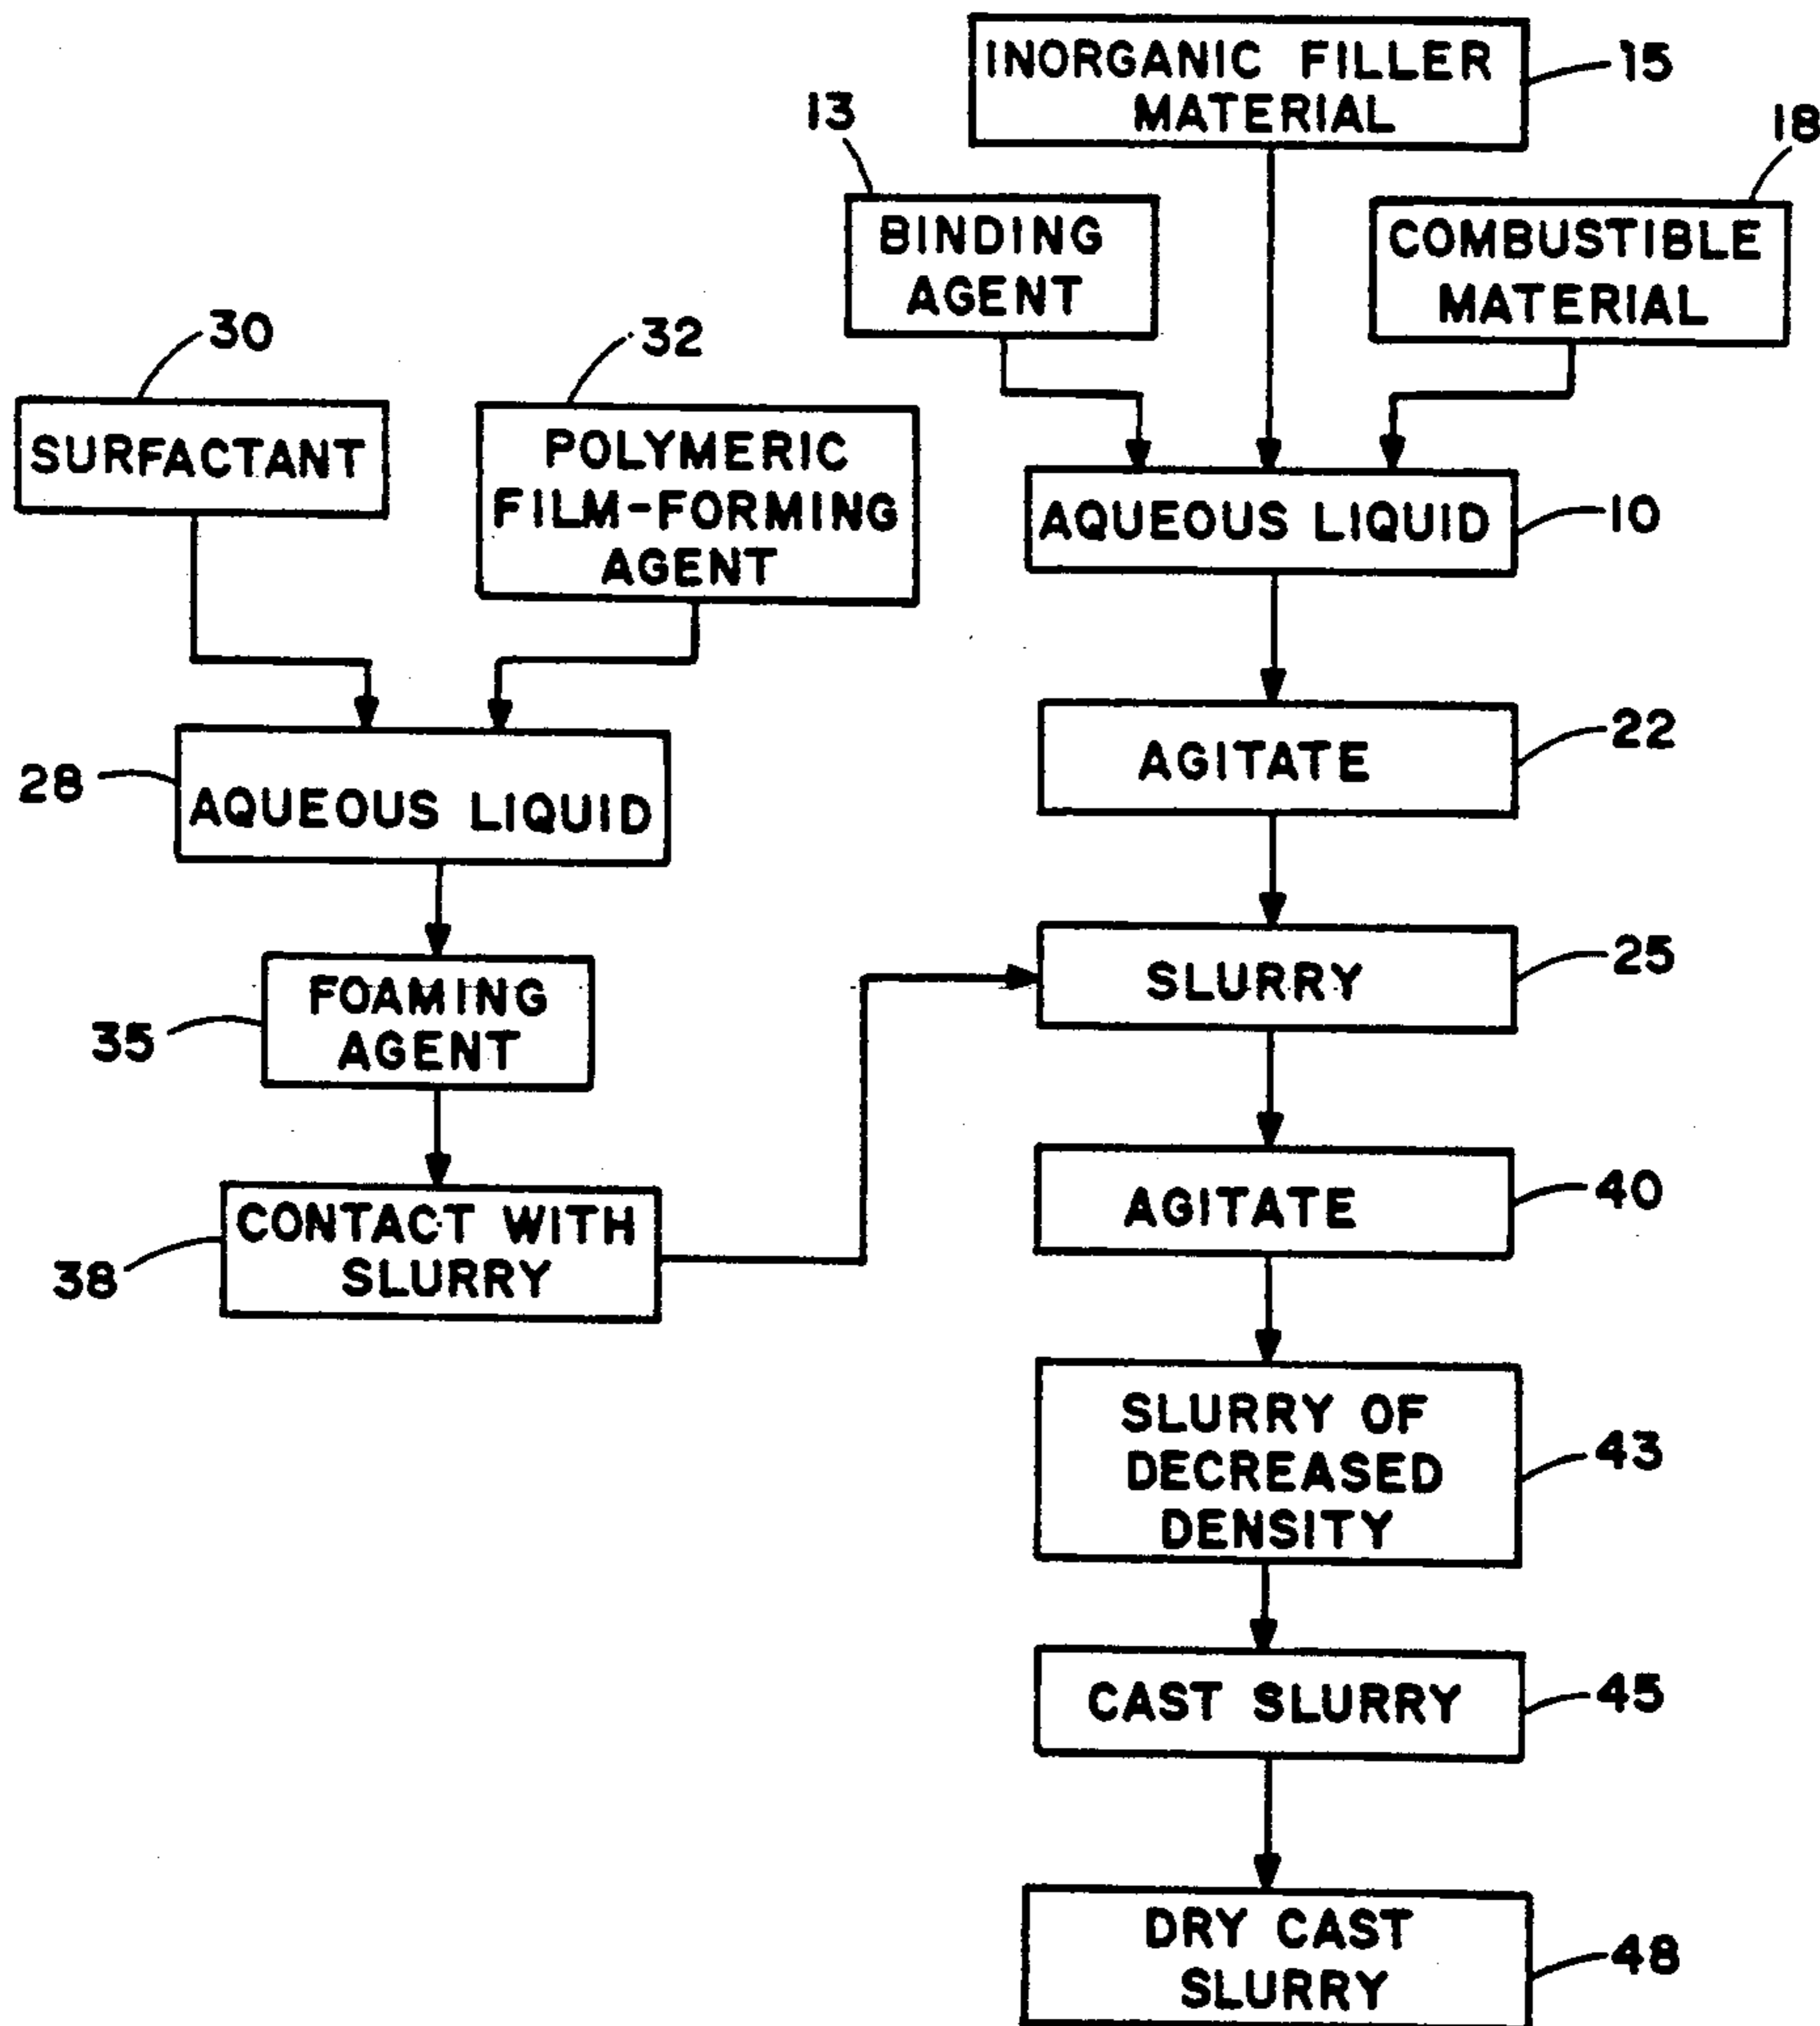 INORGANIC FILLER
MATERIAL
15
13
18
BINDING
AGENT
COMBUSTIBLE
MATERIAL
30
32
SURFACTANT
POLYMERIC
FILM-FORMING
AGENT
AQUEOUS LIQUID
10
28
AQUEOUS LIQUID
AGITATE
22
FOAMING
AGENT
35
SLURRY
25
CONTACT WITH
SLURRY
38
AGITATE
40
SLURRY OF
DECREASED
DENSITY
43
CAST SLURRY
45
DRY CAST
SLURRY
48